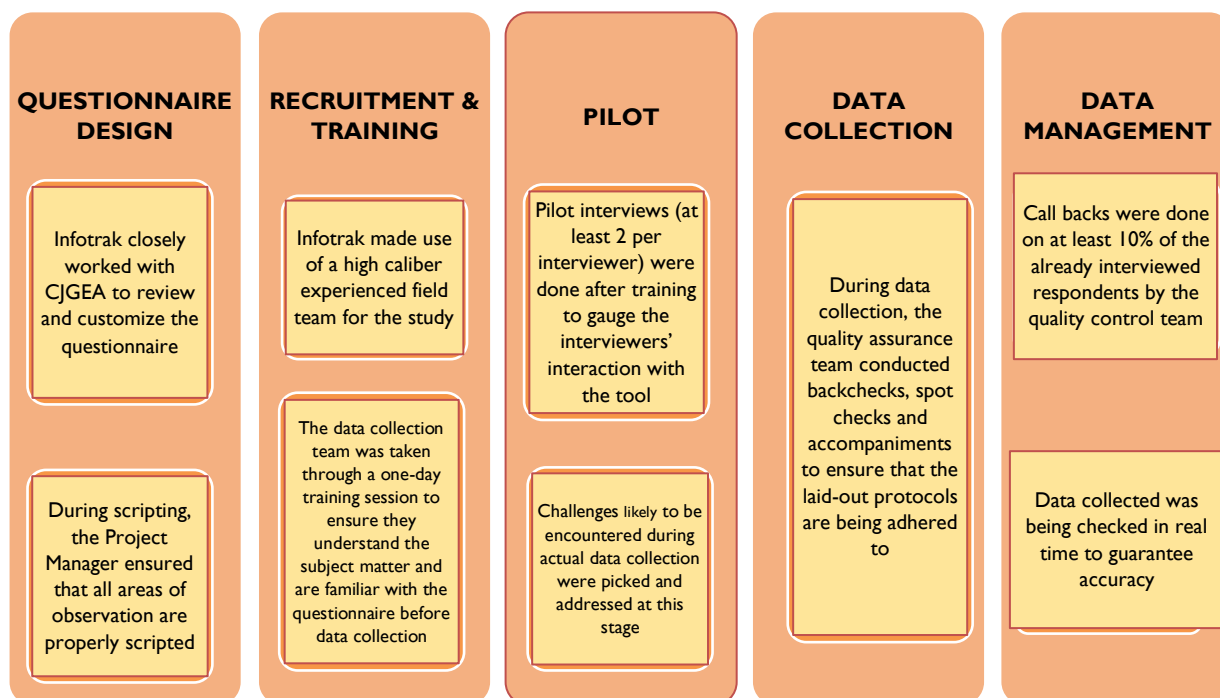 QUESTIONNAIRE
DESIGN
Infotrak closely
worked with
CJGEA to review
and customize the
questionnaire
During scripting,
the Project
Manager ensured
that all areas of
observation are
properly scripted
RECRUITMENT &
TRAINING
Infotrak made use
of a high caliber
experienced field
team for the study
The data collection
team was taken
through a one-day
training session to
ensure they
understand the
subject matter and
are familiar with the
questionnaire before
data collection
PILOT
Pilot interviews (at
least 2 per
interviewer) were
done after training
to gauge the
interviewers’
interaction with
the tool
Challenges likely to be
encountered during
actual data collection
were picked and
addressed at this
stage
DATA
COLLECTION
During data
collection, the
quality assurance
team conducted
backchecks, spot
checks and
accompaniments
to ensure that the
laid-out protocols
are being adhered
to
DATA
MANAGEMENT
Call backs were done
on at least 10% of the
already interviewed
respondents by the
quality control team
Data collected was
being checked in real
time to guarantee
accuracy